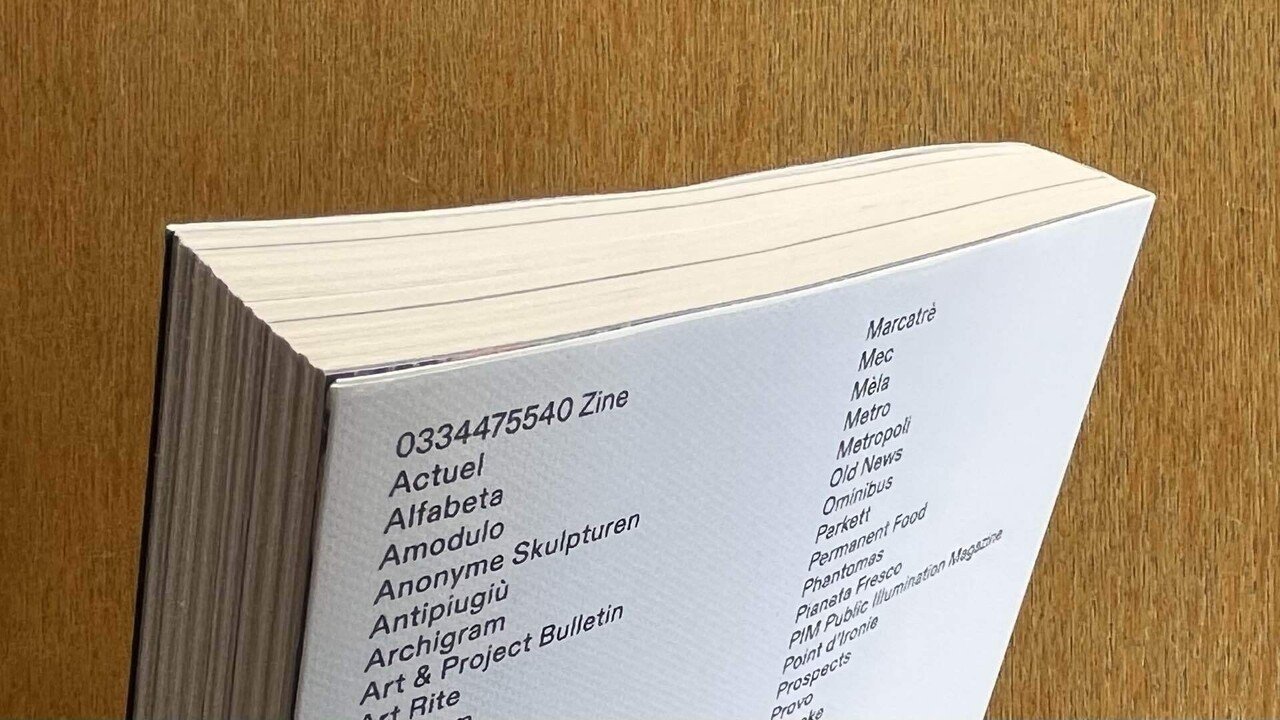 0334475540 Zine
Actuel
Alfabeta
Amodulo
Anonyme Skulpturen
Antipiugiù
Archigram
Art & Project Bulletin
Art Rite
Marcatrè
Mec
Mèla
Metro
Metropoli
Old News
Ominibus
Parkett
Permanent Food
Phantomas
Pianeta Fresco
PIM Public Illumination Magazine
Point d'Ironie
Prospects
Provo